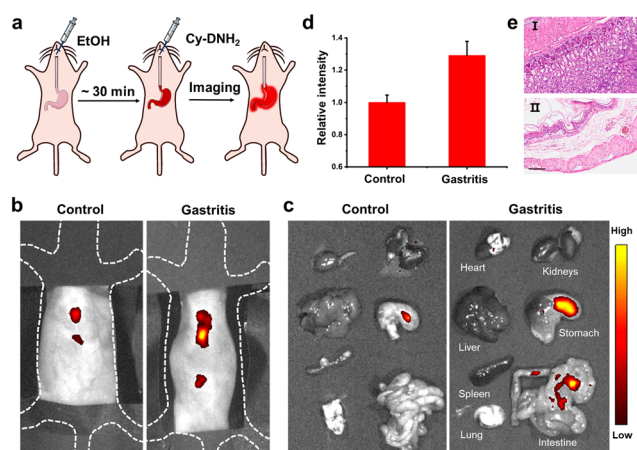 a
EtOH
Cy-DNH₂
~ 30 min
Imaging
d
Relative intensity
1.4
1.2
1.0
0.8
0.6
Control
Gastritis
e
I
II
b
Control
Gastritis
c
Control
Gastritis
Heart
Kidneys
Liver
Stomach
Spleen
Lung
Intestine
High
Low